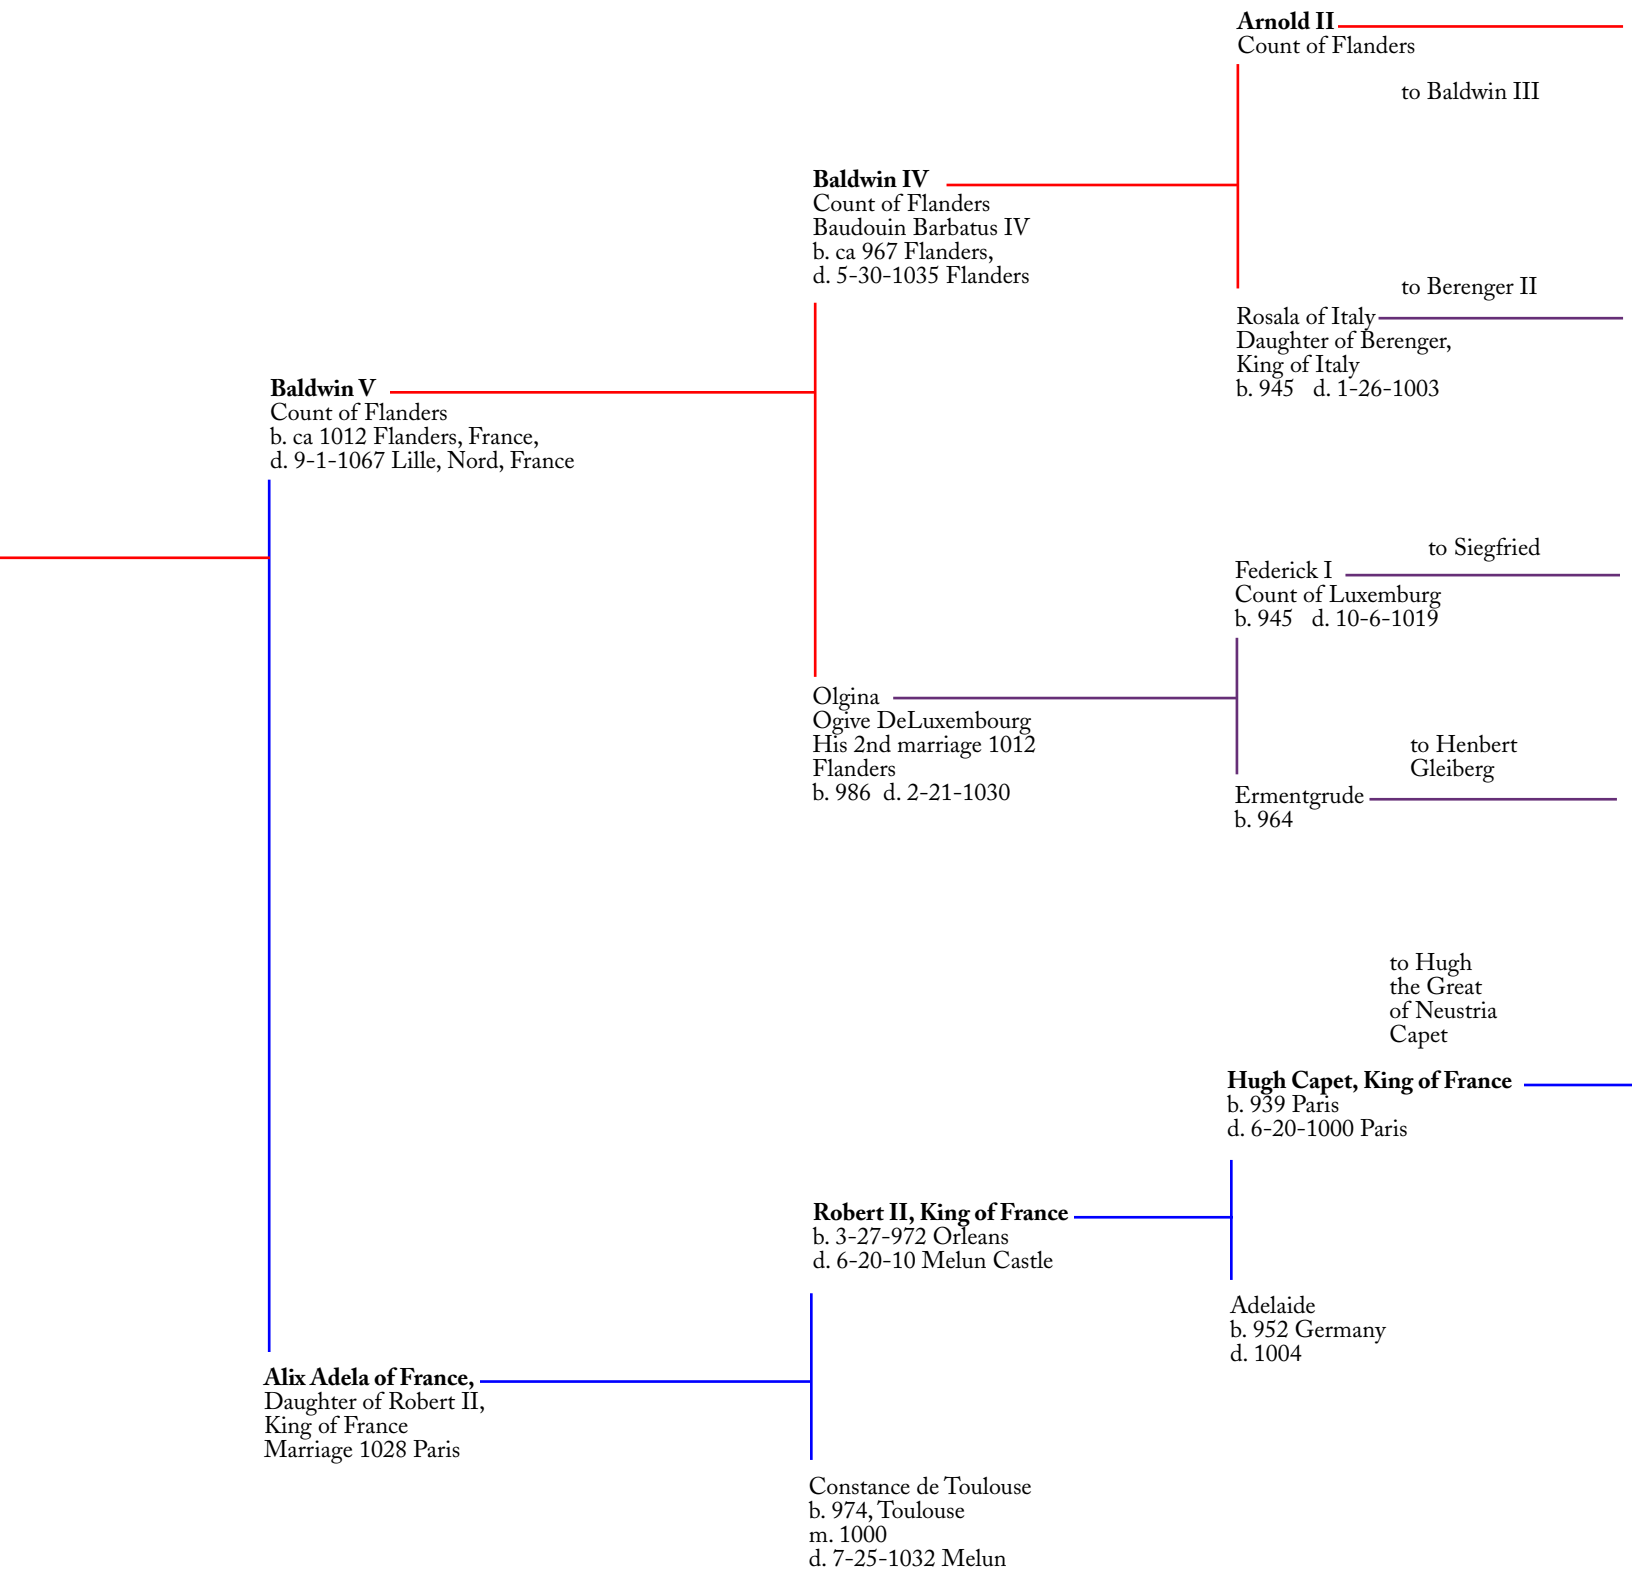 Arnold II
Count of Flanders
to Baldwin III
Baldwin IV
Count of Flanders
Baudouin Barbatus IV
b. ca 967 Flanders,
d. 5-30-1035 Flanders
to Berenger II
Rosala of Italy
Daughter of Berenger,
King of Italy
b. 945 d. 1-26-1003
Baldwin V
Count of Flanders
b. ca 1012 Flanders, France,
d. 9-1-1067 Lille, Nord, France
to Siegfried
Federick I
Count of Luxemburg
b. 945 d. 10-6-1019
Olgina
Ogive DeLuxembourg
His 2nd marriage 1012
Flanders
b. 986 d. 2-21-1030
to Henbert
Gleiberg
Ermentgrude
b. 964
to Hugh
the Great
of Neustria
Capet
Hugh Capet, King of France
b. 939 Paris
d. 6-20-1000 Paris
Robert II, King of France
b. 3-27-972 Orleans
d. 6-20-10 Melun Castle
Adelaide
b. 952 Germany
d. 1004
Alix Adela of France,
Daughter of Robert II,
King of France
Marriage 1028 Paris
Constance de Toulouse
b. 974, Toulouse
m. 1000
d. 7-25-1032 Melun